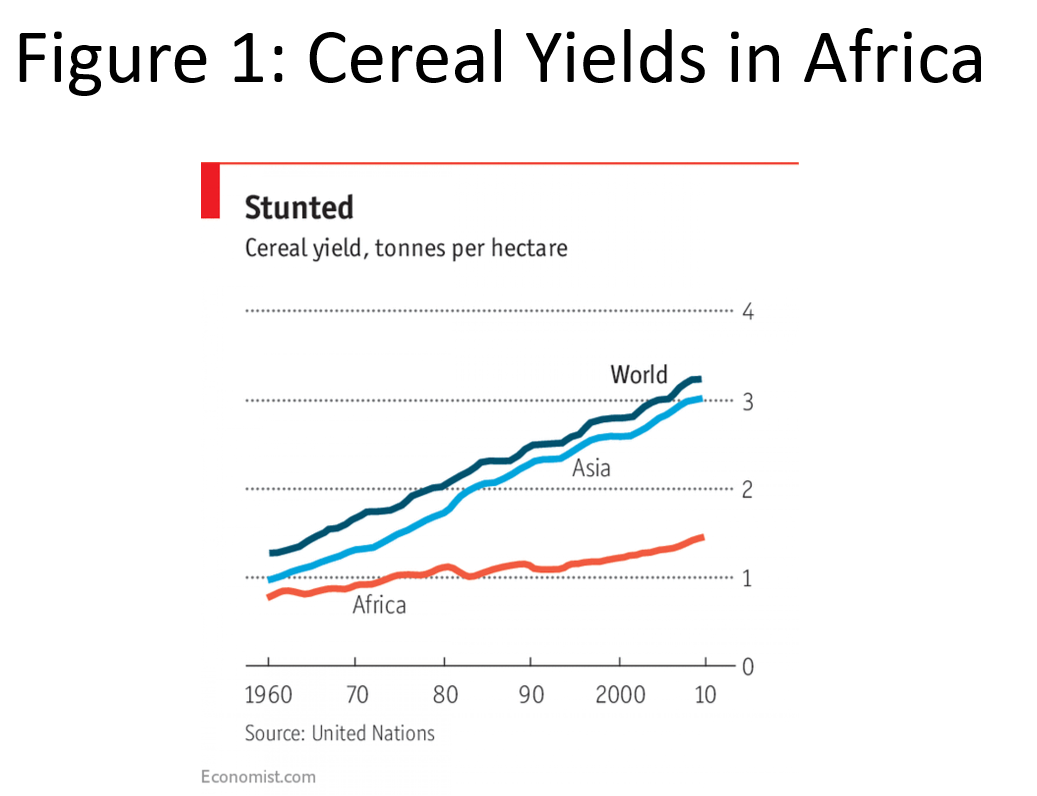 Figure 1: Cereal Yields in Africa
Stunted
Cereal yield, tonnes per hectare
4
World
3
Asia
2
1
Africa
0
1960 70 80 90 2000 10
Source: United Nations
Economist.com